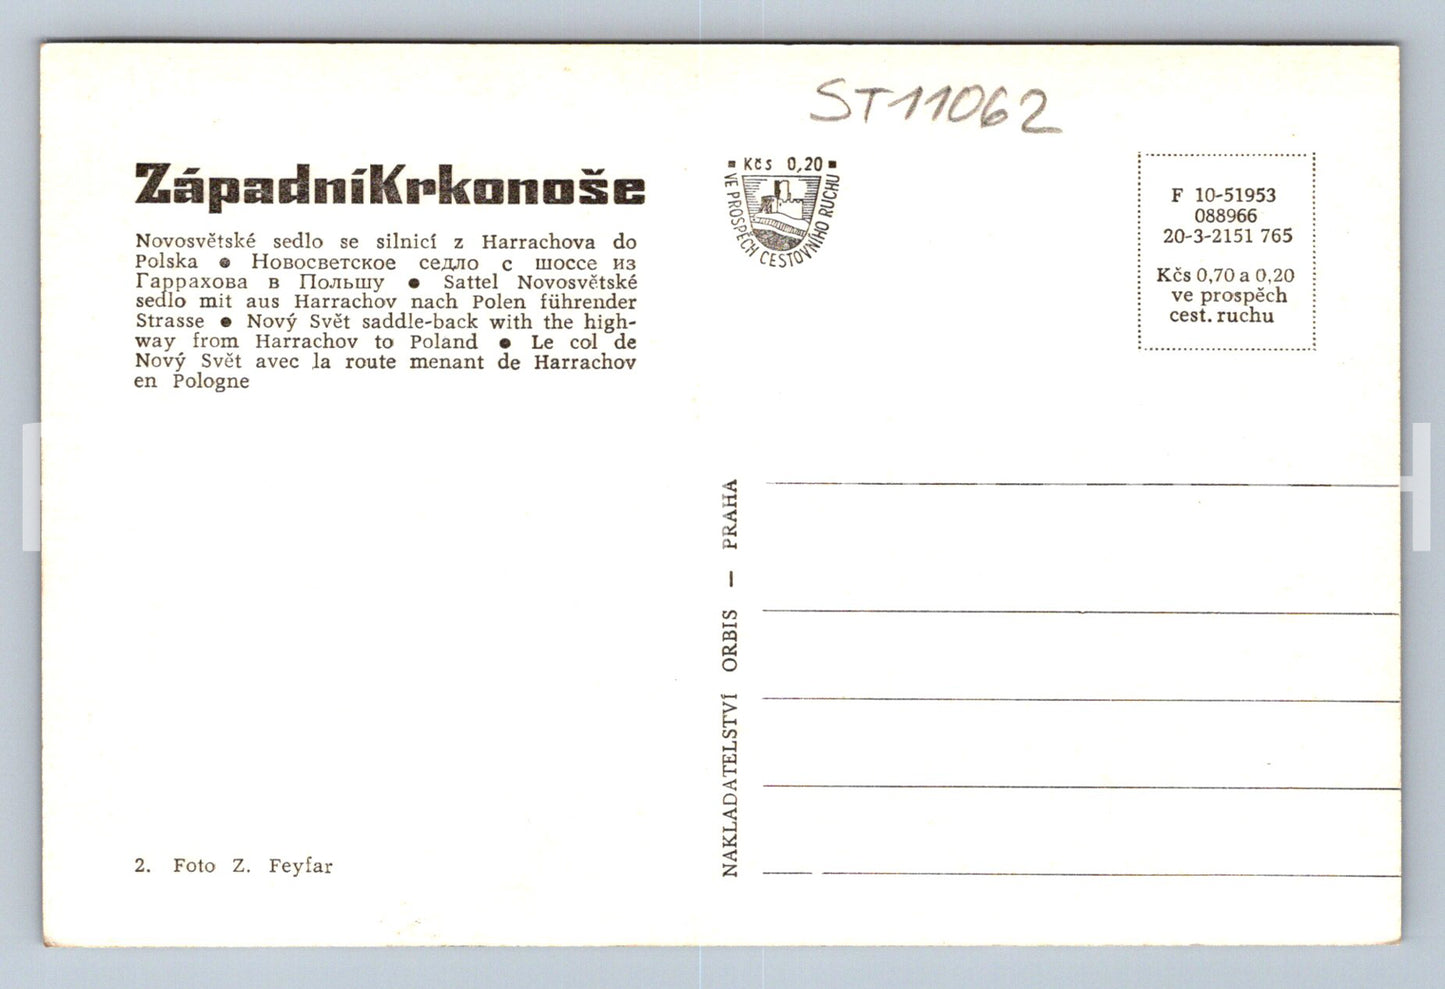 ST11062
ZápadníKrkonoše
Novosvětské sedlo se silnicí z Harrachova do
Polska ● Новосветское седло с шоссе из
Гаррахова в Польшу ● Sattel Novosvětské
sedlo mit aus Harrachov nach Polen führender
Strasse ● Nový Svět saddle-back with the high-
way from Harrachov to Poland ● Le col de
Nový Svět avec la route menant de Harrachov
en Pologne
2. Foto Z. Feyfar
NAKLADATELSTVÍ ORBIS — PRAHA
▪ Kčs 0,20 ▪
VE PROSPĚCH CESTOVNÍHO RUCHU
F 10-51953
088966
20-3-2151 765
Kčs 0,70 a 0,20
ve prospěch
cest. ruchu